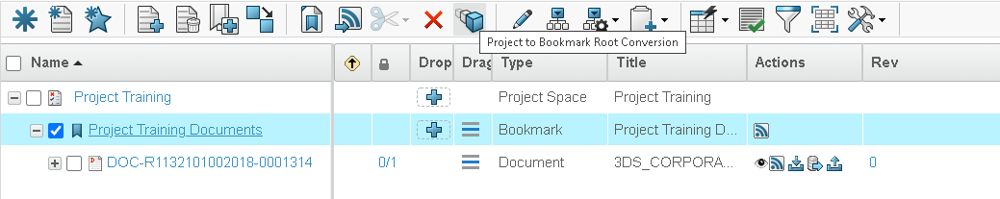 Project to Bookmark Root Conversion
Name Drop Drag Type Title Actions Rev
Project Training Project Space Project Training
Project Training Documents Bookmark Project Training D...
DOC-R1132101002018-0001314 0/1 Document 3DS_CORPORA... 0